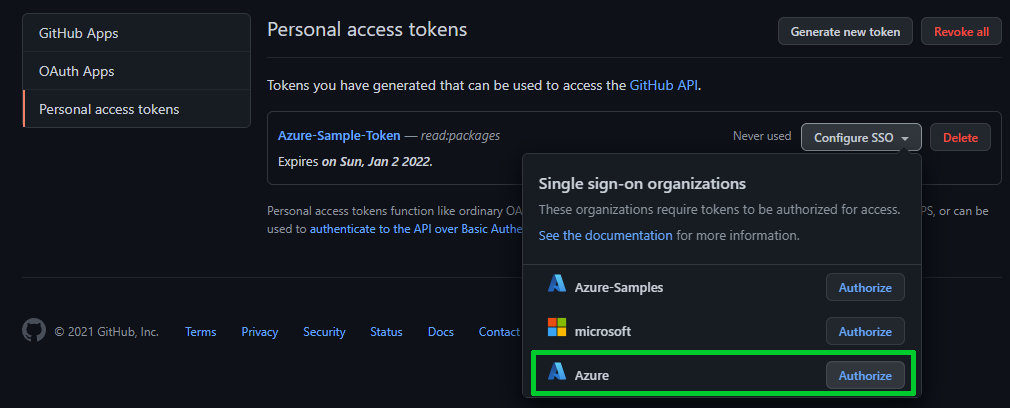 GitHub Apps
OAuth Apps
Personal access tokens
Personal access tokens
Generate new token
Revoke all
Tokens you have generated that can be used to access the GitHub API.
Azure-Sample-Token — read:packages
Never used
Configure SSO
Delete
Expires on Sun, Jan 2 2022.
Single sign-on organizations
These organizations require tokens to be authorized for access.
See the documentation for more information.
Azure-Samples
Authorize
microsoft
Authorize
Azure
Authorize
Personal access tokens function like ordinary OA
PS, or can be
used to authenticate to the API over Basic Authe
© 2021 GitHub, Inc.
Terms
Privacy
Security
Status
Docs
Contact